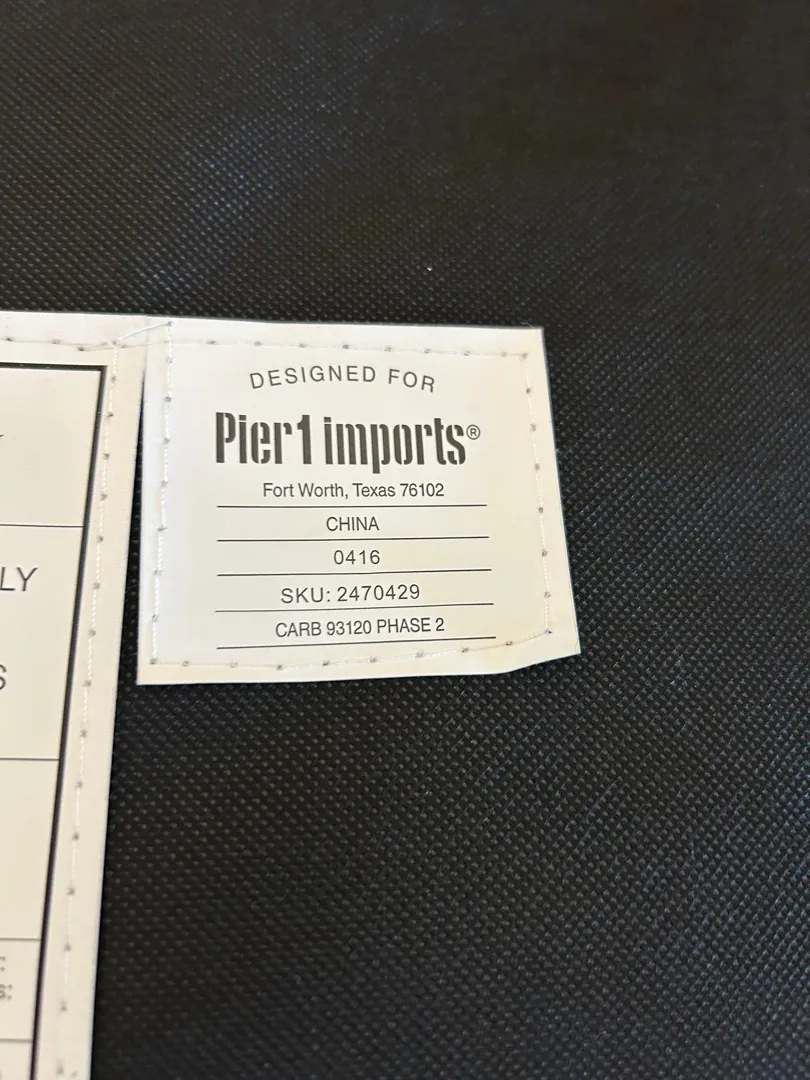 DESIGNED FOR
Pier1 imports®
Fort Worth, Texas 76102
CHINA
0416
SKU: 2470429
CARB 93120 PHASE 2
LY
S